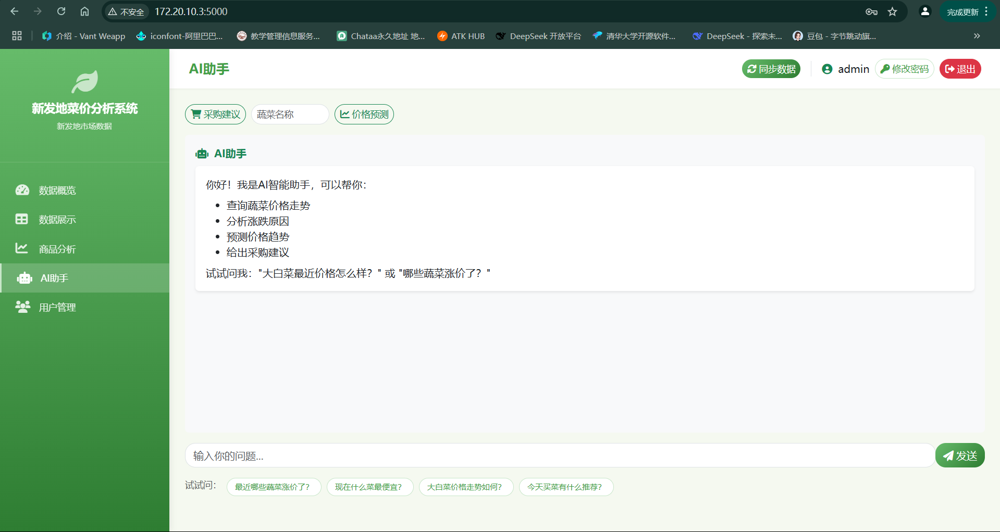 不安全
172.20.10.3:5000
完成更新
介绍 - Vant Weapp
iconfont-阿里巴巴...
教学管理信息服务...
Chataa永久地址 地...
ATK HUB
DeepSeek 开放平台
清华大学开源软件...
DeepSeek - 探索未...
豆包 - 字节跳动旗...
新发地菜价分析系统
新发地市场数据
数据概览
数据展示
商品分析
AI助手
用户管理
AI助手
同步数据
admin
修改密码
退出
采购建议
蔬菜名称
价格预测
AI助手
你好！我是AI智能助手，可以帮你：
• 查询蔬菜价格走势
• 分析涨跌原因
• 预测价格趋势
• 给出采购建议
试试问我："大白菜最近价格怎么样？" 或 "哪些蔬菜涨价了？"
输入你的问题...
发送
试试问：
最近哪些蔬菜涨价了？
现在什么菜最便宜？
大白菜价格走势如何？
今天买菜有什么推荐？